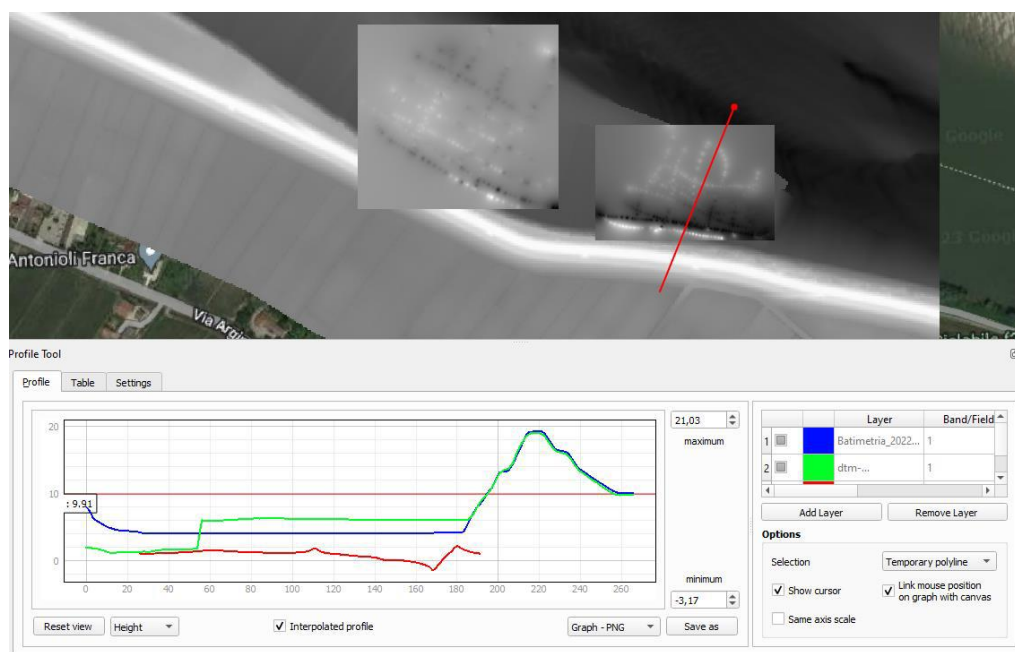 Antonioli Franca
Via Argin
Google
23 Goog
Profile Tool
Profile Table Settings
20
10
0
: 9.91
0 20 40 60 80 100 120 140 160 180 200 220 240 260
21,03
maximum
minimum
-3,17
Reset view Height Interpolated profile Graph - PNG Save as
Layer Band/Field
1 Batimetria_2022... 1
2 dtm-... 1
Add Layer Remove Layer
Options
Selection Temporary polyline
Show cursor Link mouse position
on graph with canvas
Same axis scale